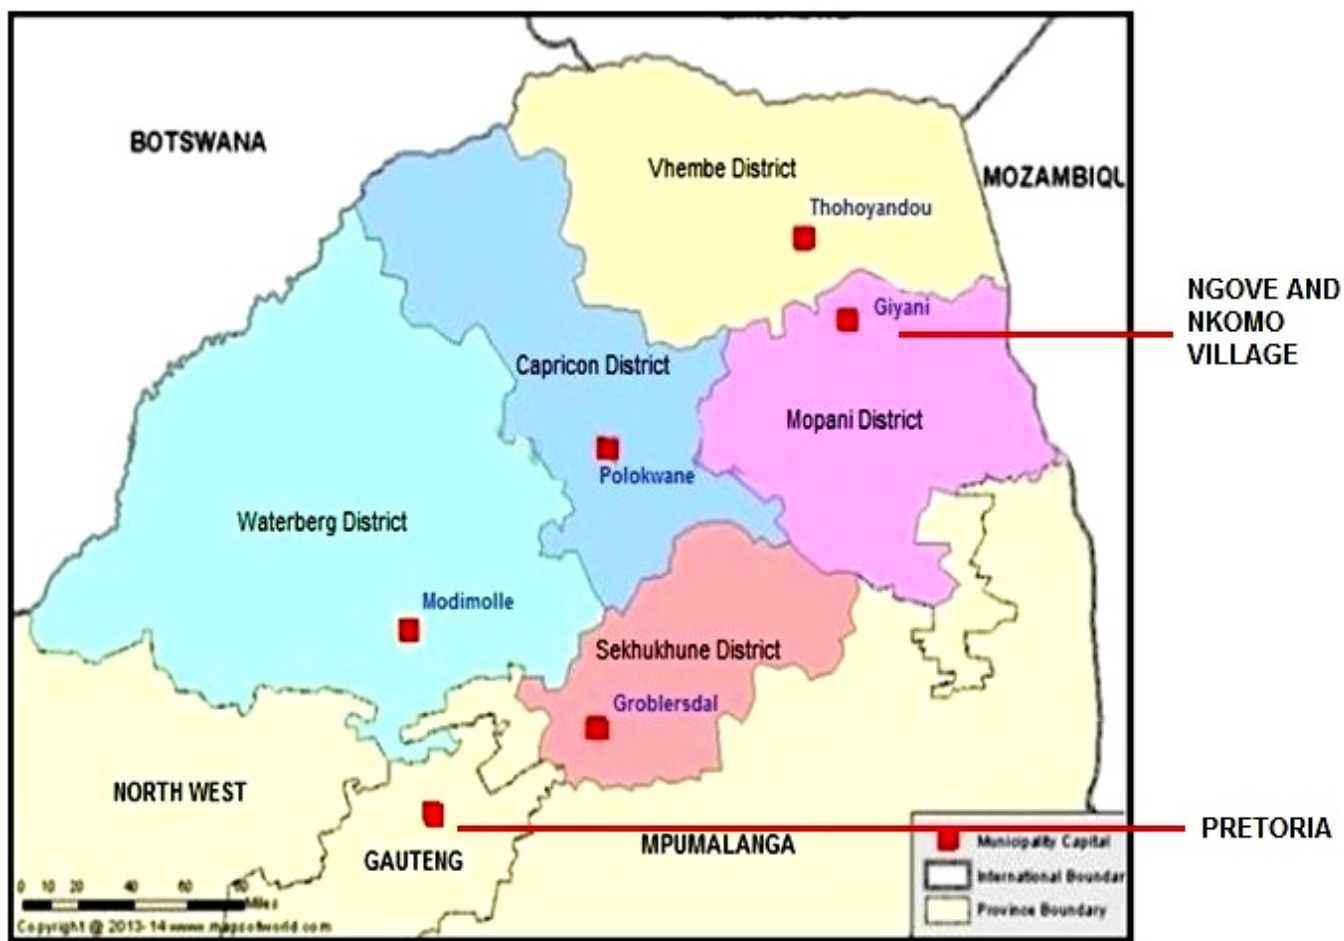 BOTSWANA
Vhembe District
MOZAMBIQU
Thohoyandou
Giyani
NGOVE AND
NKOMO
VILLAGE
Capricon District
Mopani District
Polokwane
Waterberg District
Modimolle
Sekhukhune District
Groblersdal
NORTH WEST
GAUTENG
MPUMALANGA
PRETORIA
Municipality Capital
International Boundar
Province Boundary
0 10 20 40 60 80
Miles
Copyright @ 2013-14 www.mapsofworld.com